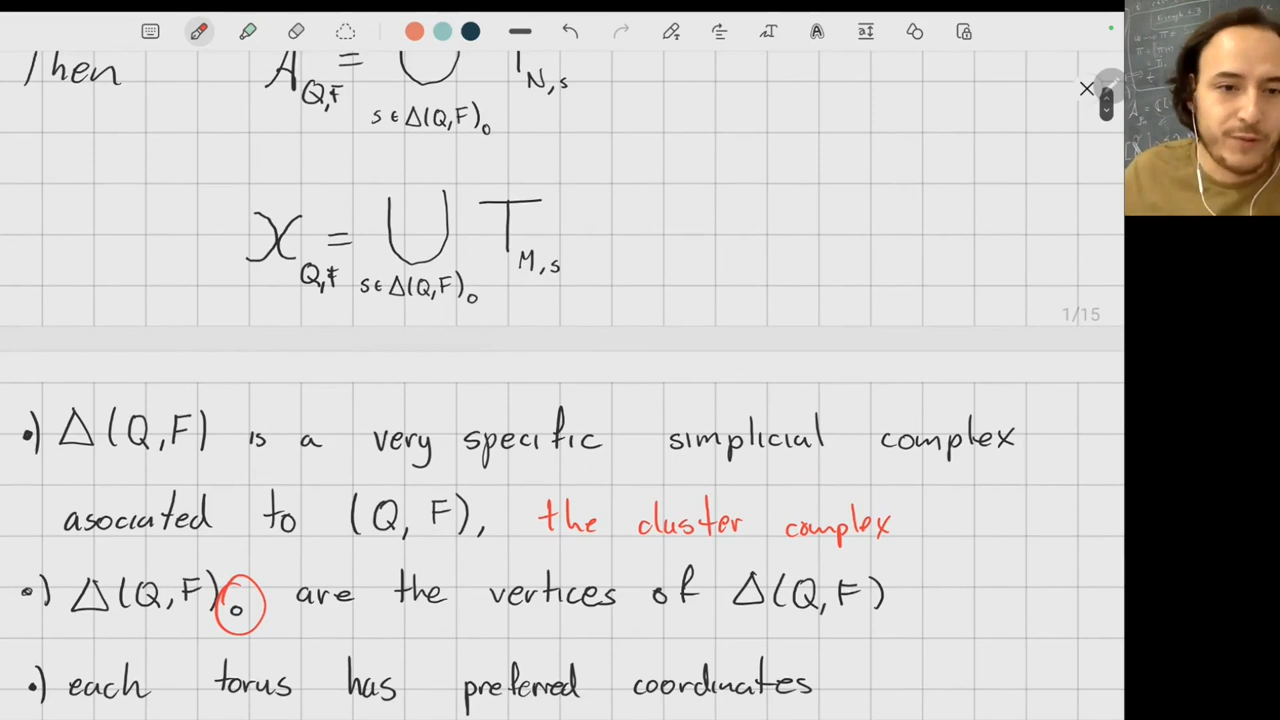 Then A_{Q,F} = ⋃_{s ∈ Δ(Q,F)_0} T_{N,s}
𝒳_{Q,F} = ⋃_{s ∈ Δ(Q,F)_0} T_{M,s}
1/15
•) Δ(Q,F) is a very specific simplicial complex
asociated to (Q, F), the cluster complex
•) Δ(Q,F)_0 are the vertices of Δ(Q,F)
•) each torus has preferred coordinates